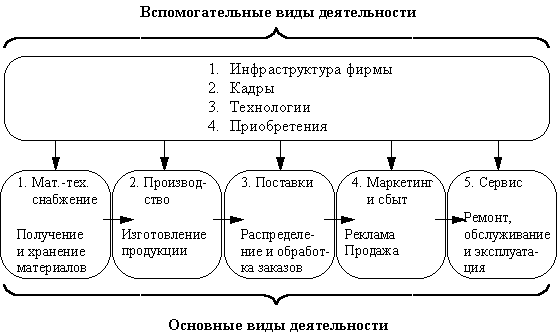 Вспомогательные виды деятельности
1. Инфраструктура фирмы
2. Кадры
3. Технологии
4. Приобретения
1. Мат.-тех.
снабжение
Получение
и хранение
материалов
2. Производ-
ство
Изготовление
продукции
3. Поставки
Распределе-
ние и обработ-
ка заказов
4. Маркетинг
и сбыт
Реклама
Продажа
5. Сервис
Ремонт,
обслуживание
и эксплуата-
ция
Основные виды деятельности